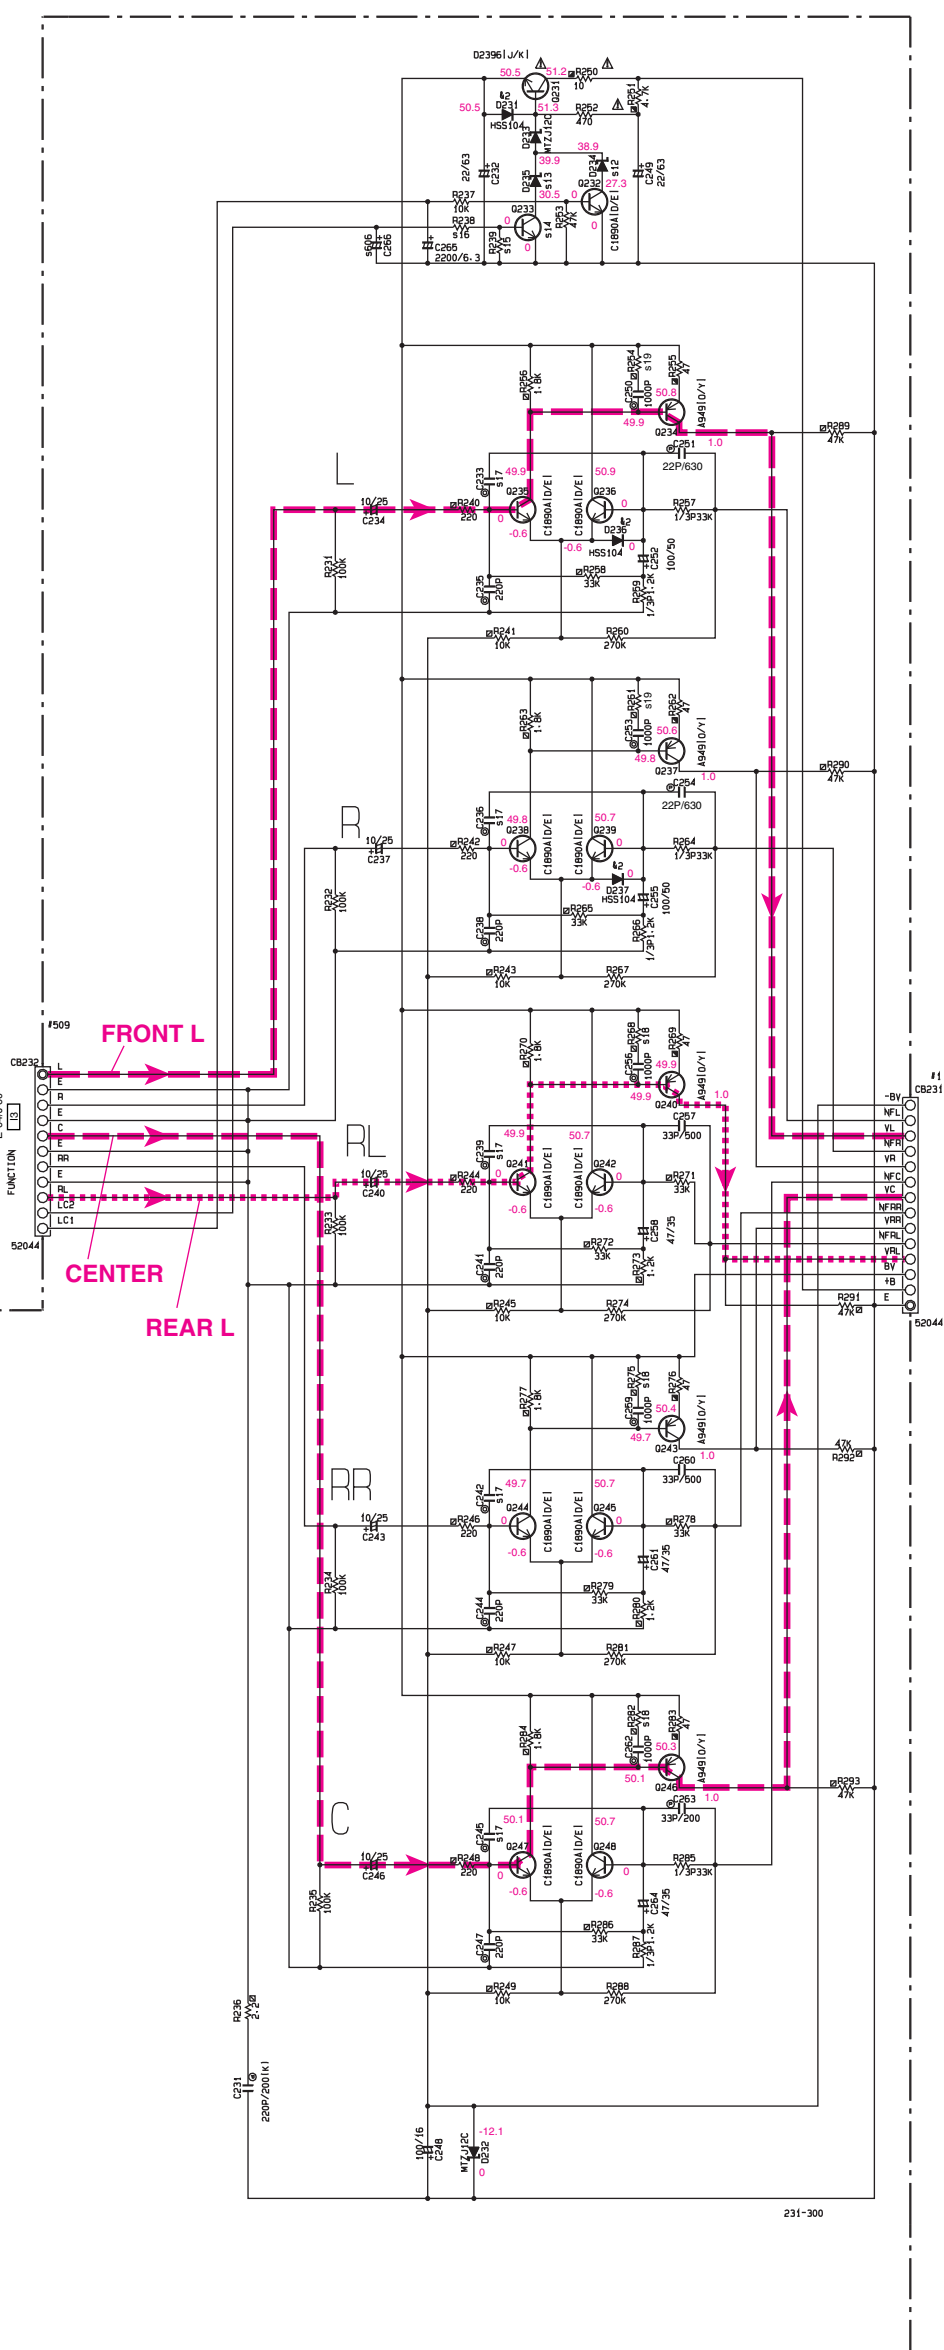 D2396(J/K)
50.5
51.2
R250
10
Q231
R251
4.7K
50.5
D231
HSS104
51.3
R252
470
D233
MTZJ12C
38.9
39.9
D234
s12
22/63
C232
D235
s13
C249
22/63
27.3
30.5
R237
10K
0
Q232
Q233
R238
s16
0
s14
R253
47K
C1890A(D/E)
0
0
s606
C266
C265
2200/6.3
R239
s15
R256
1.8K
R254
s19
R255
47
C250
1000P
50.8
A949(O/Y)
49.9
Q234
1.0
R289
47K
L
C251
22P/630
C233
s17
49.9
50.9
10/25
C234
R240
220
Q235
Q236
0
0
C1890A(D/E)
C1890A(D/E)
R257
1/3P33K
-0.6
-0.6
D236
HSS104
0
C252
100/50
R231
100K
C235
220P
R258
33K
R259
1/3P1.2K
R241
10K
R260
270K
R263
1.8K
R261
s19
R262
47
C253
1000P
50.6
49.8
Q237
A949(O/Y)
1.0
R290
47K
C254
22P/630
R
C236
s17
49.8
50.7
10/25
C237
R242
220
Q238
Q239
0
0
C1890A(D/E)
C1890A(D/E)
R264
1/3P33K
-0.6
-0.6
D237
HSS104
0
C255
100/50
R232
100K
C238
220P
R265
33K
R266
1/3P1.2K
R243
10K
R267
270K
#509
FRONT L
CB232
R270
1.8K
R268
s18
R269
47
C256
1000P
49.9
49.9
Q240
A949(O/Y)
1.0
C257
33P/500
#1
CB231
L
E
R
E
C
E
RR
E
RL
LC2
LC1
FUNCTION
113
52044
RL
C239
s17
49.9
50.7
10/25
C240
R244
220
Q241
Q242
0
0
C1890A(D/E)
C1890A(D/E)
R271
33K
-0.6
-0.6
C258
47/35
R233
100K
C241
220P
R272
33K
R273
1.2K
R245
10K
R274
270K
-BV
NFL
VL
NFR
VR
NFC
VC
NFRR
VRR
NFRL
VRL
BV
+B
E
R291
47K
52044
CENTER
REAR L
R277
1.8K
R275
s18
R276
47
C259
1000P
50.4
49.7
Q243
A949(O/Y)
1.0
47K
R292
C260
33P/500
RR
C242
s17
49.7
50.7
10/25
C243
R246
220
Q244
Q245
0
0
C1890A(D/E)
C1890A(D/E)
R278
33K
-0.6
-0.6
C261
47/35
R234
100K
C244
220P
R279
33K
R280
1.2K
R247
10K
R281
270K
R284
1.8K
R282
s18
R283
47
C262
1000P
50.3
50.1
Q246
A949(O/Y)
1.0
R293
47K
C263
33P/200
C
C245
s17
50.1
50.7
10/25
C246
R248
220
Q247
Q248
0
0
C1890A(D/E)
C1890A(D/E)
R285
1/3P33K
-0.6
-0.6
C264
47/35
R235
100K
C247
220P
R286
33K
R287
1/3P1.2K
R249
10K
R288
270K
R236
2.2
C231
220P/200(K)
100/16
C248
-12.1
MTZJ12C
D232
0
231-300